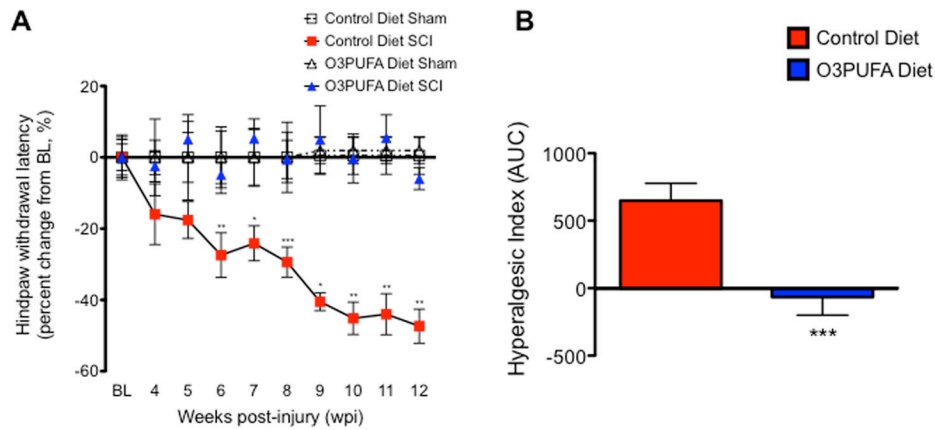 A
Control Diet Sham
Control Diet SCI
O3PUFA Diet Sham
O3PUFA Diet SCI
Hindpaw withdrawal latency
(percent change from BL, %)
20
0
-20
-40
-60
**
*
***
*
**
**
**
BL 4 5 6 7 8 9 10 11 12
Weeks post-injury (wpi)
B
Control Diet
O3PUFA Diet
Hyperalgesic Index (AUC)
1000
500
0
-500
***